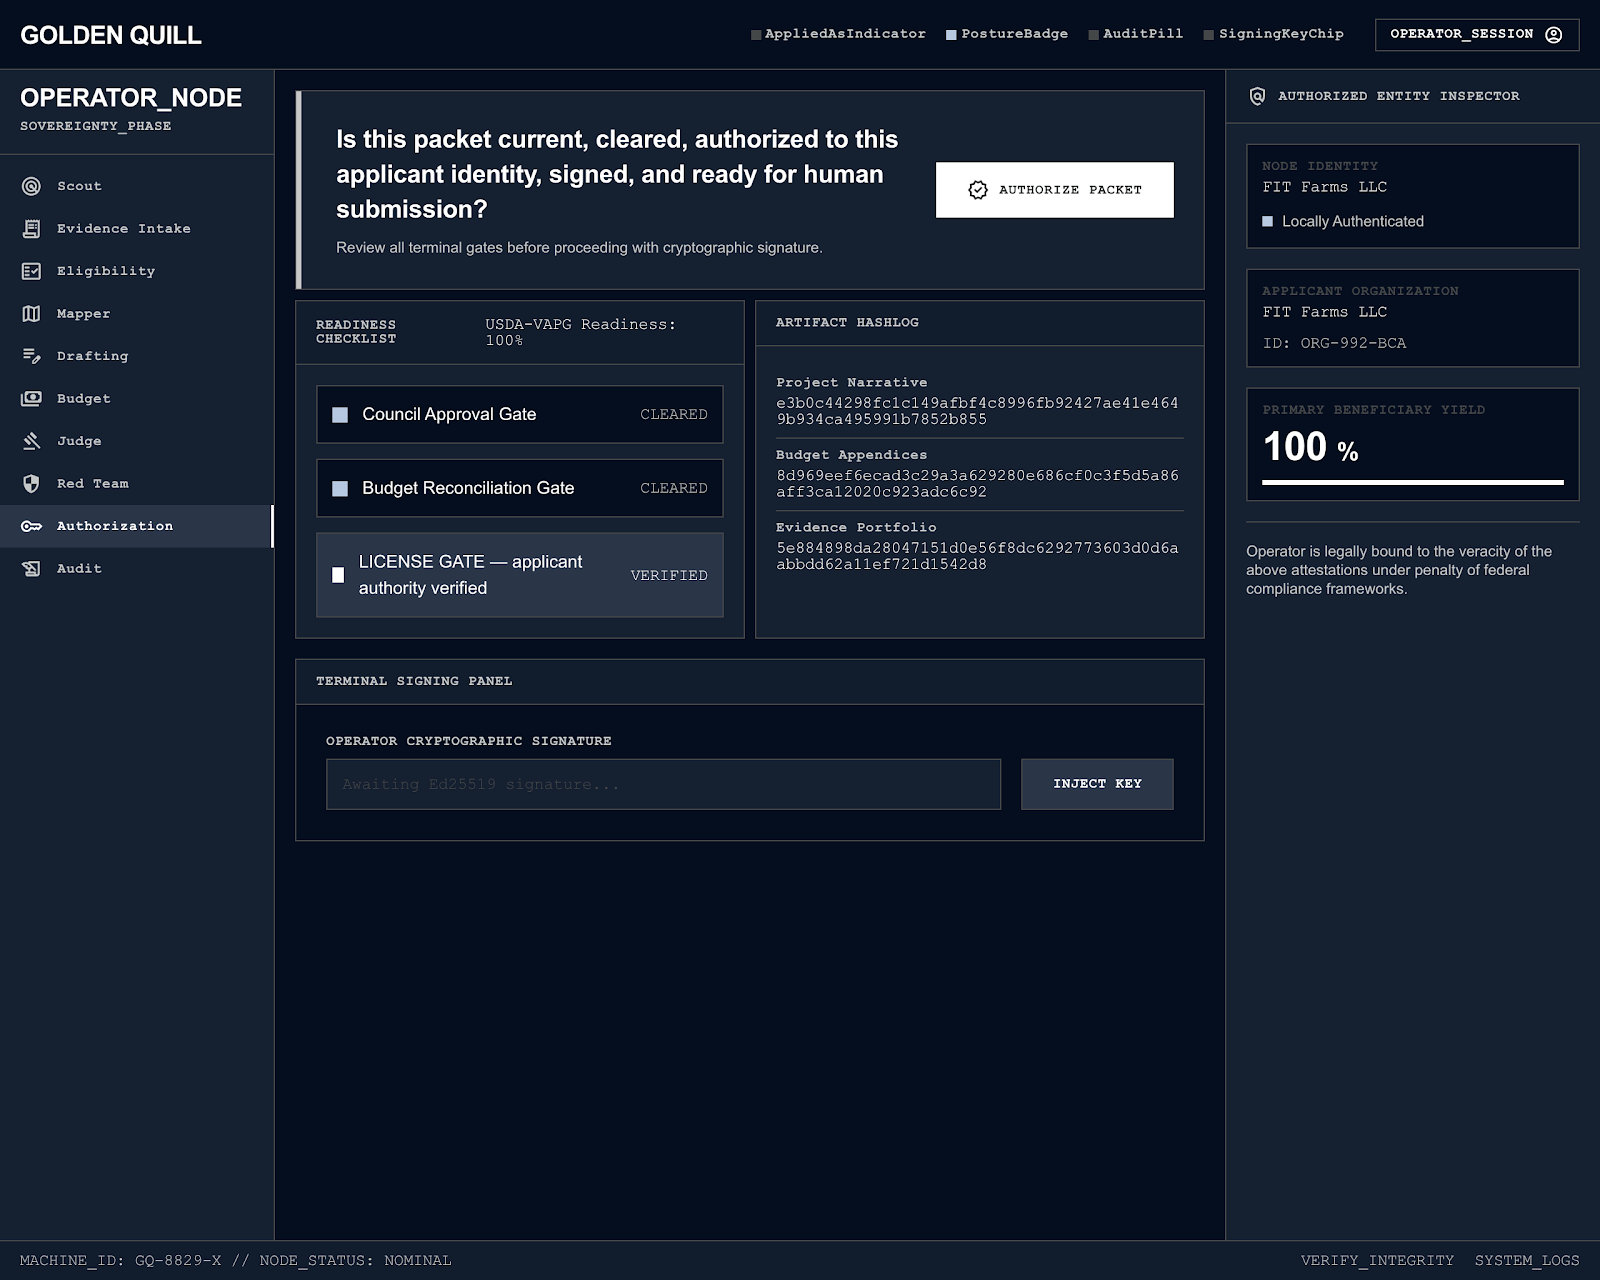 GOLDEN QUILL
AppliedAsIndicator
PostureBadge
AuditPill
SigningKeyChip
OPERATOR_SESSION
OPERATOR_NODE
SOVEREIGNTY_PHASE
Scout
Evidence Intake
Eligibility
Mapper
Drafting
Budget
Judge
Red Team
Authorization
Audit
Is this packet current, cleared, authorized to this
applicant identity, signed, and ready for human
submission?
Review all terminal gates before proceeding with cryptographic signature.
AUTHORIZE PACKET
READINESS
CHECKLIST
USDA-VAPG Readiness:
100%
Council Approval Gate
CLEARED
Budget Reconciliation Gate
CLEARED
LICENSE GATE — applicant
authority verified
VERIFIED
ARTIFACT HASHLOG
Project Narrative
e3b0c44298fc1c149afbf4c8996fb92427ae41e464
9b934ca495991b7852b855
Budget Appendices
8d969eef6ecad3c29a3a629280e686cf0c3f5d5a86
aff3ca12020c923adc6c92
Evidence Portfolio
5e884898da28047151d0e56f8dc6292773603d0d6a
abbdd62a11ef721d1542d8
TERMINAL SIGNING PANEL
OPERATOR CRYPTOGRAPHIC SIGNATURE
Awaiting Ed25519 signature...
INJECT KEY
AUTHORIZED ENTITY INSPECTOR
NODE IDENTITY
FIT Farms LLC
Locally Authenticated
APPLICANT ORGANIZATION
FIT Farms LLC
ID: ORG-992-BCA
PRIMARY BENEFICIARY YIELD
100 %
Operator is legally bound to the veracity of the
above attestations under penalty of federal
compliance frameworks.
MACHINE_ID: GQ-8829-X // NODE_STATUS: NOMINAL
VERIFY_INTEGRITY
SYSTEM_LOGS